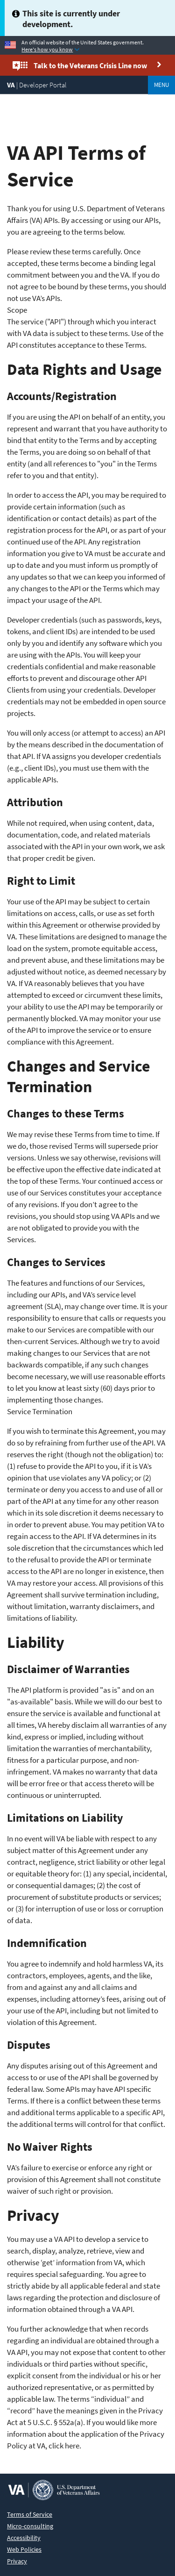 This site is currently under
development.
An official website of the United States government.
Here's how you know
Talk to the Veterans Crisis Line now
VA | Developer Portal
MENU
VA API Terms of
Service
Thank you for using U.S. Department of Veterans
Affairs (VA) APIs. By accessing or using our APIs,
you are agreeing to the terms below.
Please review these terms carefully. Once
accepted, these terms become a binding legal
commitment between you and the VA. If you do
not agree to be bound by these terms, you should
not use VA's APIs.
Scope
The service ("API") through which you interact
with VA data is subject to these terms. Use of the
API constitutes acceptance to these Terms.
Data Rights and Usage
Accounts/Registration
If you are using the API on behalf of an entity, you
represent and warrant that you have authority to
bind that entity to the Terms and by accepting
the Terms, you are doing so on behalf of that
entity (and all references to "you" in the Terms
refer to you and that entity).
In order to access the API, you may be required to
provide certain information (such as
identification or contact details) as part of the
registration process for the API, or as part of your
continued use of the API. Any registration
information you give to VA must be accurate and
up to date and you must inform us promptly of
any updates so that we can keep you informed of
any changes to the API or the Terms which may
impact your usage of the API.
Developer credentials (such as passwords, keys,
tokens, and client IDs) are intended to be used
only by you and identify any software which you
are using with the APIs. You will keep your
credentials confidential and make reasonable
efforts to prevent and discourage other API
Clients from using your credentials. Developer
credentials may not be embedded in open source
projects.
You will only access (or attempt to access) an API
by the means described in the documentation of
that API. If VA assigns you developer credentials
(e.g., client IDs), you must use them with the
applicable APIs.
Attribution
While not required, when using content, data,
documentation, code, and related materials
associated with the API in your own work, we ask
that proper credit be given.
Right to Limit
Your use of the API may be subject to certain
limitations on access, calls, or use as set forth
within this Agreement or otherwise provided by
VA. These limitations are designed to manage the
load on the system, promote equitable access,
and prevent abuse, and these limitations may be
adjusted without notice, as deemed necessary by
VA. If VA reasonably believes that you have
attempted to exceed or circumvent these limits,
your ability to use the API may be temporarily or
permanently blocked. VA may monitor your use
of the API to improve the service or to ensure
compliance with this Agreement.
Changes and Service
Termination
Changes to these Terms
We may revise these Terms from time to time. If
we do, those revised Terms will supersede prior
versions. Unless we say otherwise, revisions will
be effective upon the effective date indicated at
the top of these Terms. Your continued access or
use of our Services constitutes your acceptance
of any revisions. If you don't agree to the
revisions, you should stop using VA APIs and we
are not obligated to provide you with the
Services.
Changes to Services
The features and functions of our Services,
including our APIs, and VA's service level
agreement (SLA), may change over time. It is your
responsibility to ensure that calls or requests you
make to our Services are compatible with our
then-current Services. Although we try to avoid
making changes to our Services that are not
backwards compatible, if any such changes
become necessary, we will use reasonable efforts
to let you know at least sixty (60) days prior to
implementing those changes.
Service Termination
If you wish to terminate this Agreement, you may
do so by refraining from further use of the API. VA
reserves the right (though not the obligation) to:
(1) refuse to provide the API to you, if it is VA's
opinion that use violates any VA policy; or (2)
terminate or deny you access to and use of all or
part of the API at any time for any other reason
which in its sole discretion it deems necessary to
in order to prevent abuse. You may petition VA to
regain access to the API. If VA determines in its
sole discretion that the circumstances which led
to the refusal to provide the API or terminate
access to the API are no longer in existence, then
VA may restore your access. All provisions of this
Agreement shall survive termination including,
without limitation, warranty disclaimers, and
limitations of liability.
Liability
Disclaimer of Warranties
The API platform is provided "as is" and on an
"as-available" basis. While we will do our best to
ensure the service is available and functional at
all times, VA hereby disclaim all warranties of any
kind, express or implied, including without
limitation the warranties of merchantability,
fitness for a particular purpose, and non-
infringement. VA makes no warranty that data
will be error free or that access thereto will be
continuous or uninterrupted.
Limitations on Liability
In no event will VA be liable with respect to any
subject matter of this Agreement under any
contract, negligence, strict liability or other legal
or equitable theory for: (1) any special, incidental,
or consequential damages; (2) the cost of
procurement of substitute products or services;
or (3) for interruption of use or loss or corruption
of data.
Indemnification
You agree to indemnify and hold harmless VA, its
contractors, employees, agents, and the like,
from and against any and all claims and
expenses, including attorney's fees, arising out of
your use of the API, including but not limited to
violation of this Agreement.
Disputes
Any disputes arising out of this Agreement and
access to or use of the API shall be governed by
federal law. Some APIs may have API specific
Terms. If there is a conflict between these terms
and additional terms applicable to a specific API,
the additional terms will control for that conflict.
No Waiver Rights
VA's failure to exercise or enforce any right or
provision of this Agreement shall not constitute
waiver of such right or provision.
Privacy
You may use a VA API to develop a service to
search, display, analyze, retrieve, view and
otherwise 'get' information from VA, which
requires special safeguarding. You agree to
strictly abide by all applicable federal and state
laws regarding the protection and disclosure of
information obtained through a VA API.
You further acknowledge that when records
regarding an individual are obtained through a
VA API, you may not expose that content to other
individuals or third parties without specific,
explicit consent from the individual or his or her
authorized representative, or as permitted by
applicable law. The terms "individual" and
"record" have the meanings given in the Privacy
Act at 5 U.S.C. § 552a(a). If you would like more
information about the application of the Privacy
Policy at VA, click here.
VA
U.S. Department
of Veterans Affairs
Terms of Service
Micro-consulting
Accessibility
Web Policies
Privacy